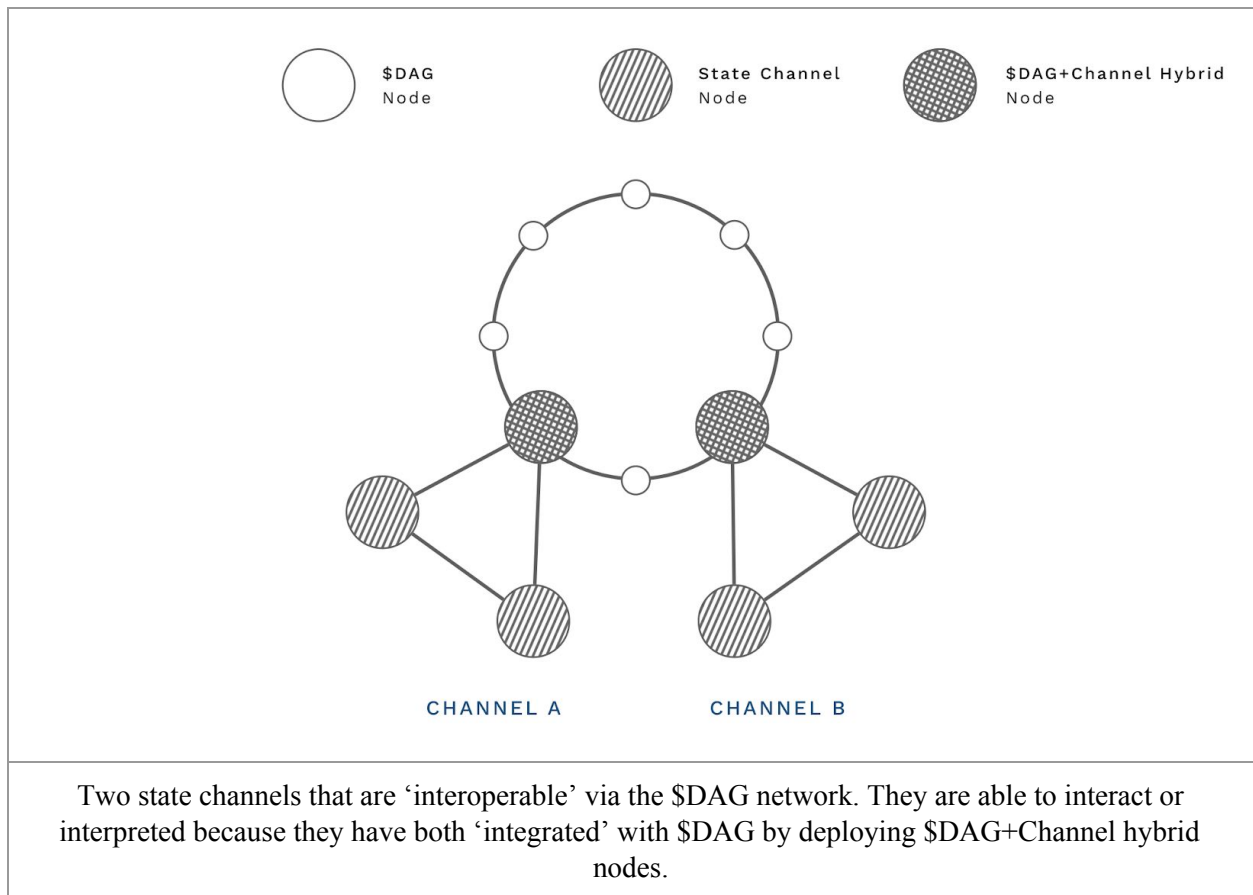 $DAG
Node
State Channel
Node
$DAG+Channel Hybrid
Node
CHANNEL A
CHANNEL B
Two state channels that are ‘interoperable’ via the $DAG network. They are able to interact or
interpreted because they have both ‘integrated’ with $DAG by deploying $DAG+Channel hybrid
nodes.